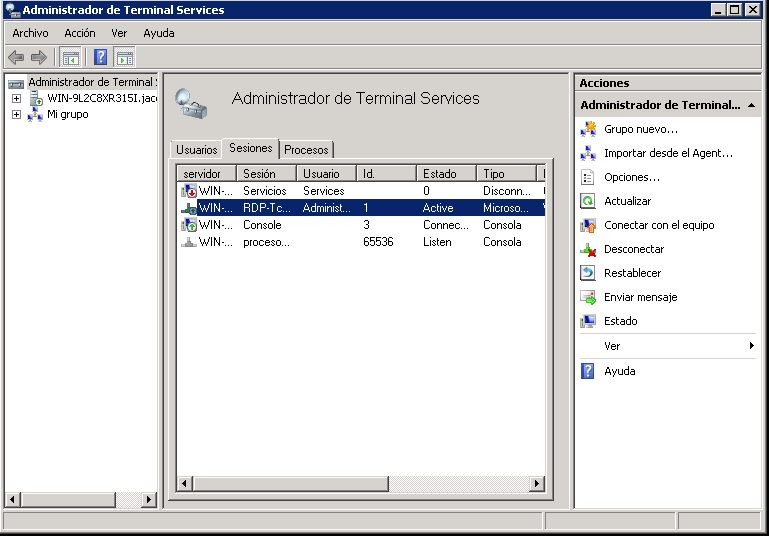 Administrador de Terminal Services
Archivo Acción Ver Ayuda
Administrador de Terminal
WIN-9L2C8XR315I.jaco
Mi grupo
Administrador de Terminal Services
Usuarios Sesiones Procesos
servidor Sesión Usuario Id. Estado Tipo
WIN-... Servicios Services 0 Disconn...
WIN-... RDP-Tc... Administ... 1 Active Microso...
WIN-... Console 3 Connec... Consola
WIN-... proceso... 65536 Listen Consola
Acciones
Administrador de Terminal...
Grupo nuevo...
Importar desde el Agent...
Opciones...
Actualizar
Conectar con el equipo
Desconectar
Restablecer
Enviar mensaje
Estado
Ver
Ayuda